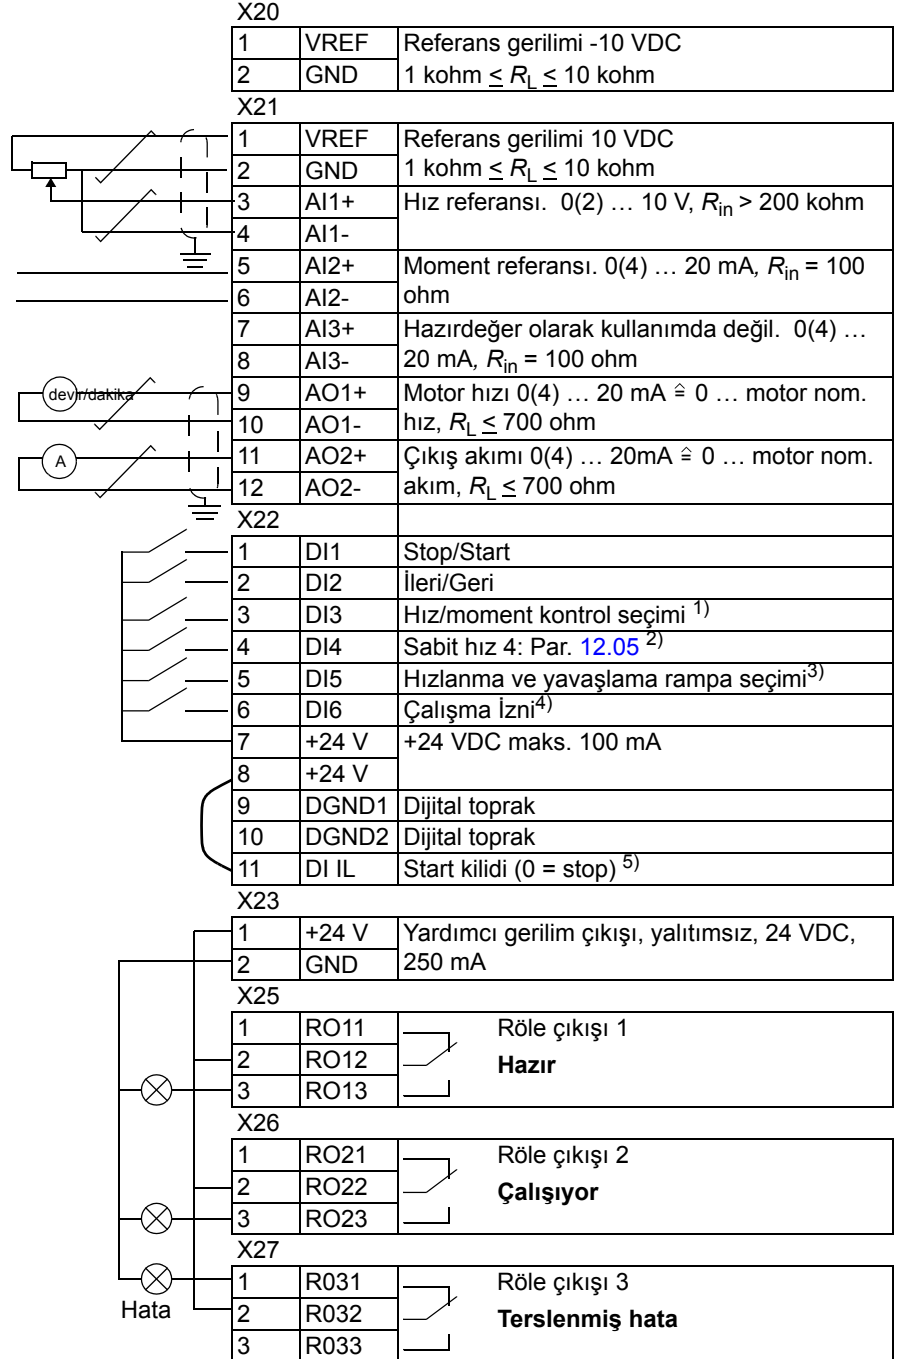 X20
1 VREF Referans gerilimi -10 VDC
2 GND 1 kohm ≤ RL ≤ 10 kohm
X21
1 VREF Referans gerilimi 10 VDC
2 GND 1 kohm ≤ RL ≤ 10 kohm
3 AI1+ Hız referansı. 0(2) … 10 V, Rin > 200 kohm
4 AI1-
5 AI2+ Moment referansı. 0(4) … 20 mA, Rin = 100
6 AI2- ohm
7 AI3+ Hazırdeğer olarak kullanımda değil. 0(4) …
8 AI3- 20 mA, Rin = 100 ohm
devir/dakika 9 AO1+ Motor hızı 0(4) … 20 mA ≙ 0 … motor nom.
10 AO1- hız, RL ≤ 700 ohm
A 11 AO2+ Çıkış akımı 0(4) … 20mA ≙ 0 … motor nom.
12 AO2- akım, RL ≤ 700 ohm
X22
1 DI1 Stop/Start
2 DI2 İleri/Geri
3 DI3 Hız/moment kontrol seçimi 1)
4 DI4 Sabit hız 4: Par. 12.05 2)
5 DI5 Hızlanma ve yavaşlama rampa seçimi3)
6 DI6 Çalışma İzni4)
7 +24 V +24 VDC maks. 100 mA
8 +24 V
9 DGND1 Dijital toprak
10 DGND2 Dijital toprak
11 DI IL Start kilidi (0 = stop) 5)
X23
1 +24 V Yardımcı gerilim çıkışı, yalıtımsız, 24 VDC,
2 GND 250 mA
X25
1 RO11 Röle çıkışı 1
2 RO12 Hazır
3 RO13
X26
1 RO21 Röle çıkışı 2
2 RO22 Çalışıyor
3 RO23
X27
1 R031 Röle çıkışı 3
Hata 2 R032 Terslenmiş hata
3 R033